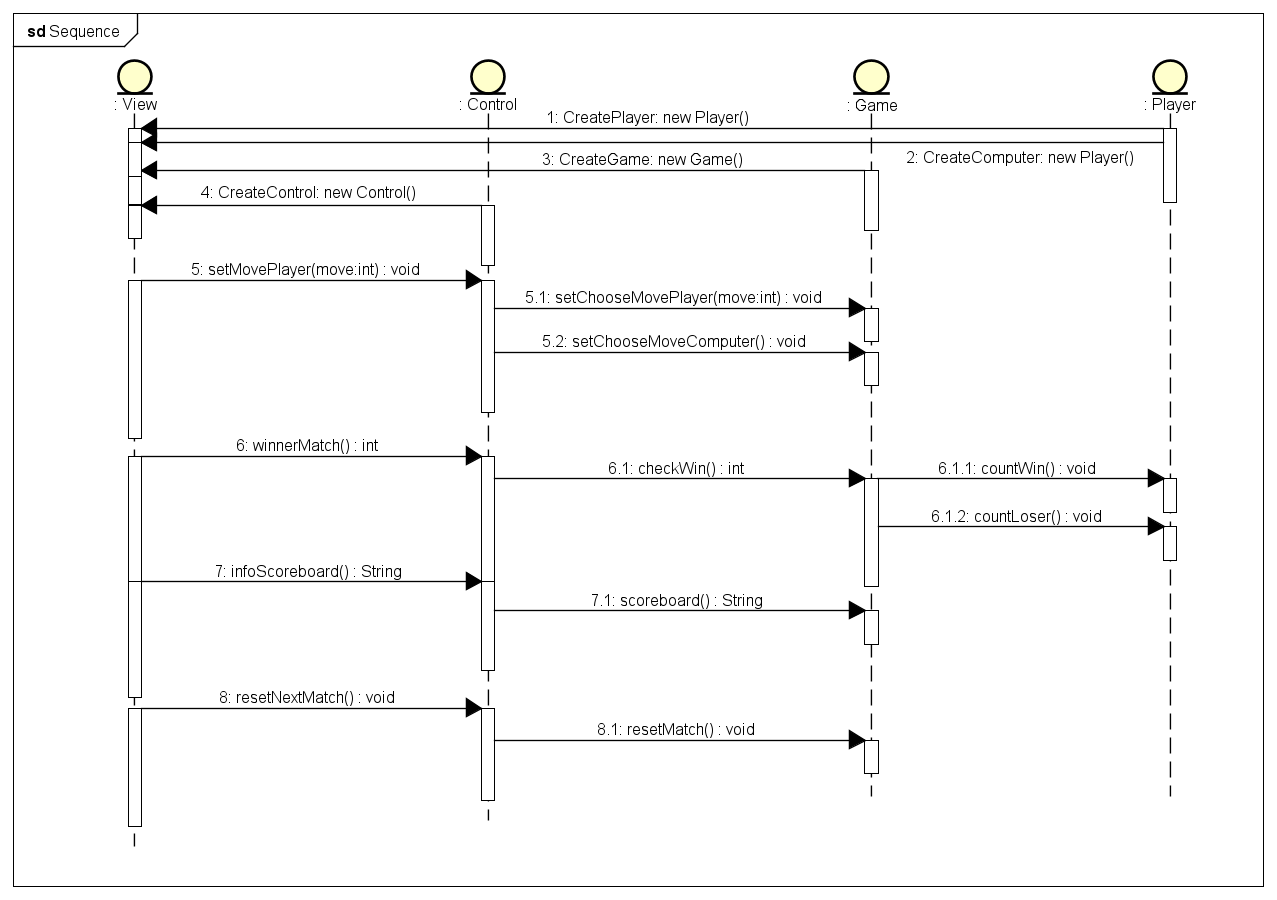 sd Sequence
: View
: Control
: Game
: Player
1: CreatePlayer: new Player()
2: CreateComputer: new Player()
3: CreateGame: new Game()
4: CreateControl: new Control()
5: setMovePlayer(move:int) : void
5.1: setChooseMovePlayer(move:int) : void
5.2: setChooseMoveComputer() : void
6: winnerMatch() : int
6.1: checkWin() : int
6.1.1: countWin() : void
6.1.2: countLoser() : void
7: infoScoreboard() : String
7.1: scoreboard() : String
8: resetNextMatch() : void
8.1: resetMatch() : void